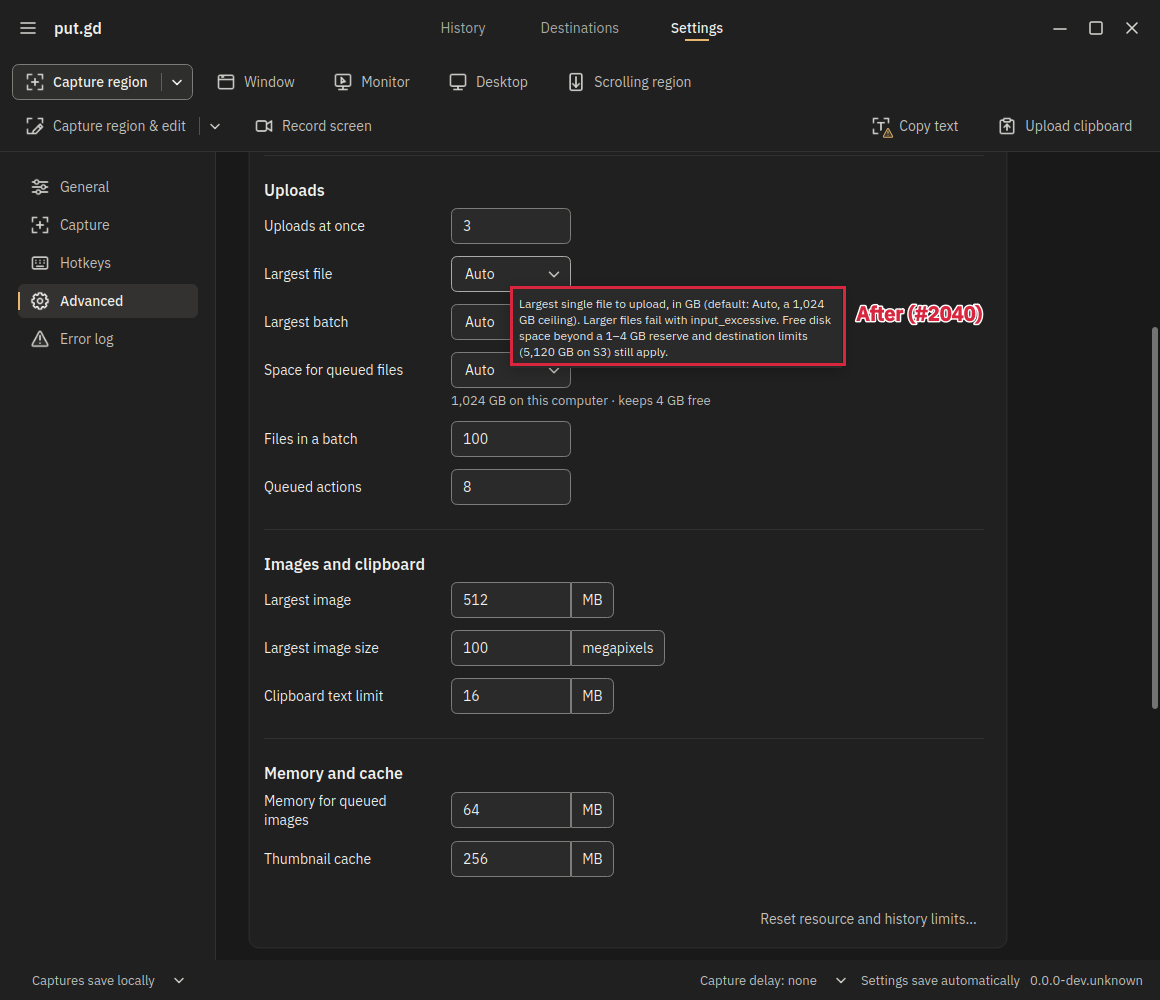 put.gd
History
Destinations
Settings
Capture region
Window
Monitor
Desktop
Scrolling region
Capture region & edit
Record screen
Copy text
Upload clipboard
General
Capture
Hotkeys
Advanced
Error log
Uploads
Uploads at once
3
Largest file
Auto
Largest single file to upload, in GB (default: Auto, a 1,024
GB ceiling). Larger files fail with input_excessive. Free disk
space beyond a 1–4 GB reserve and destination limits
(5,120 GB on S3) still apply.
After (#2040)
Largest batch
Auto
Space for queued files
Auto
1,024 GB on this computer · keeps 4 GB free
Files in a batch
100
Queued actions
8
Images and clipboard
Largest image
512 MB
Largest image size
100 megapixels
Clipboard text limit
16 MB
Memory and cache
Memory for queued
images
64 MB
Thumbnail cache
256 MB
Reset resource and history limits...
Captures save locally
Capture delay: none
Settings save automatically
0.0.0-dev.unknown